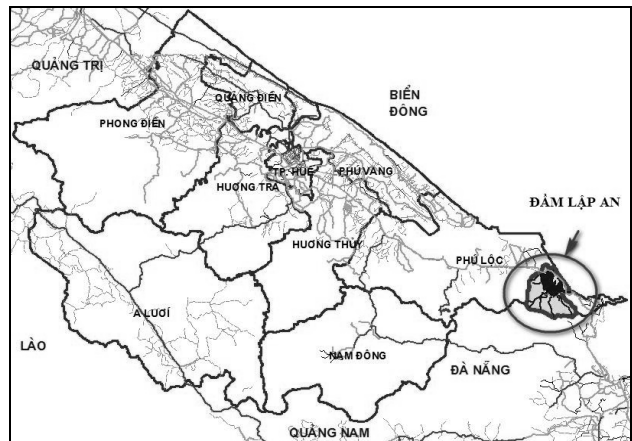 QUẢNG TRỊ
QUẢNG ĐIỀN
BIỂN
ĐÔNG
PHONG ĐIỀN
TP. HUẾ
PHÚ VANG
HƯƠNG TRÀ
ĐẦM LẬP AN
HƯƠNG THỦY
PHÚ LỘC
A LƯỚI
LÀO
NAM ĐÔNG
ĐÀ NẴNG
QUẢNG NAM